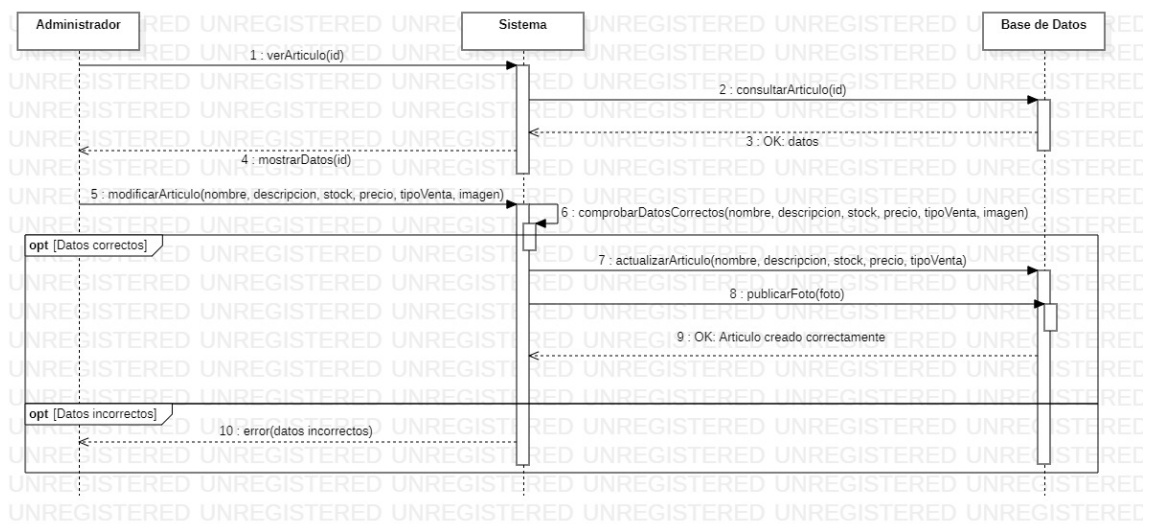 Administrador
Sistema
Base de Datos
1 : verArticulo(id)
2 : consultarArticulo(id)
3 : OK: datos
4 : mostrarDatos(id)
5 : modificarArticulo(nombre, descripcion, stock, precio, tipoVenta, imagen)
6 : comprobarDatosCorrectos(nombre, descripcion, stock, precio, tipoVenta, imagen)
opt [Datos correctos]
7 : actualizarArticulo(nombre, descripcion, stock, precio, tipoVenta)
8 : publicarFoto(foto)
9 : OK: Articulo creado correctamente
opt [Datos incorrectos]
10 : error(datos incorrectos)
UNREGISTERED